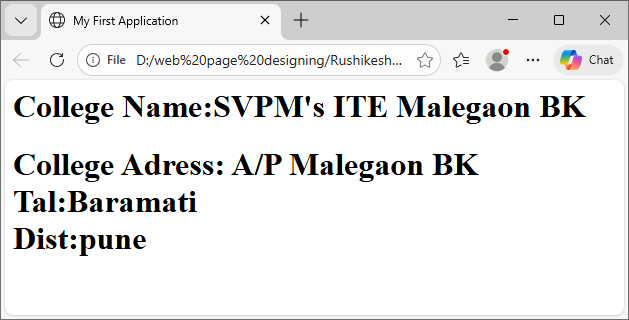 My First Application
File D:/web%20page%20designing/Rushikesh...
Chat
College Name:SVPM's ITE Malegaon BK
College Adress: A/P Malegaon BK
Tal:Baramati
Dist:pune